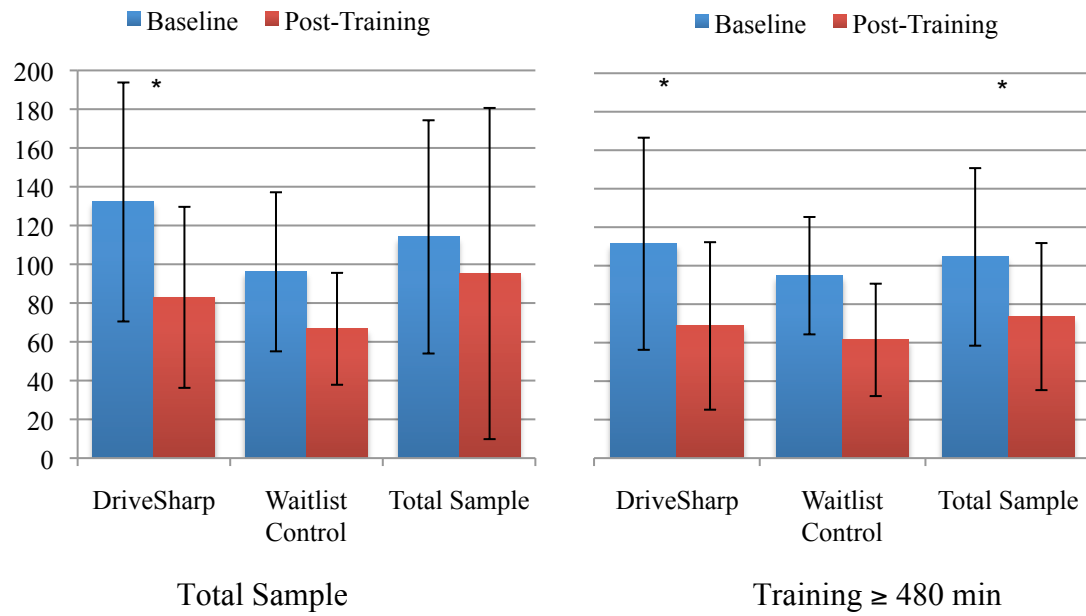 Baseline Post-Training
Baseline Post-Training
200
180
160
140
120
100
80
60
40
20
0
*
*
*
DriveSharp
Waitlist
Control
Total Sample
DriveSharp
Waitlist
Control
Total Sample
Total Sample
Training ≥ 480 min